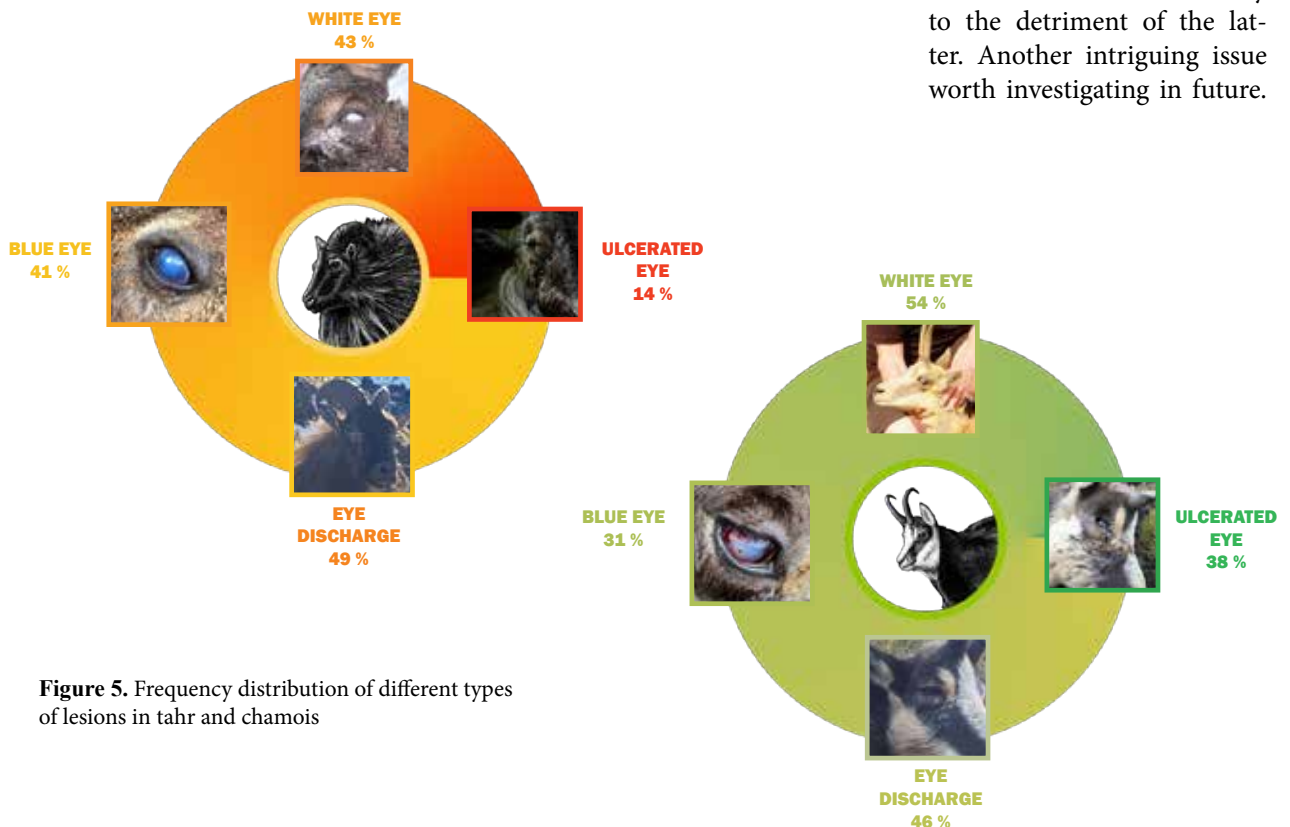 to the detriment of the lat-
ter. Another intriguing issue
worth investigating in future.
WHITE EYE
43 %
BLUE EYE
41 %
ULCERATED
EYE
14 %
EYE
DISCHARGE
49 %
WHITE EYE
54 %
BLUE EYE
31 %
ULCERATED
EYE
38 %
EYE
DISCHARGE
46 %
Figure 5. Frequency distribution of different types
of lesions in tahr and chamois